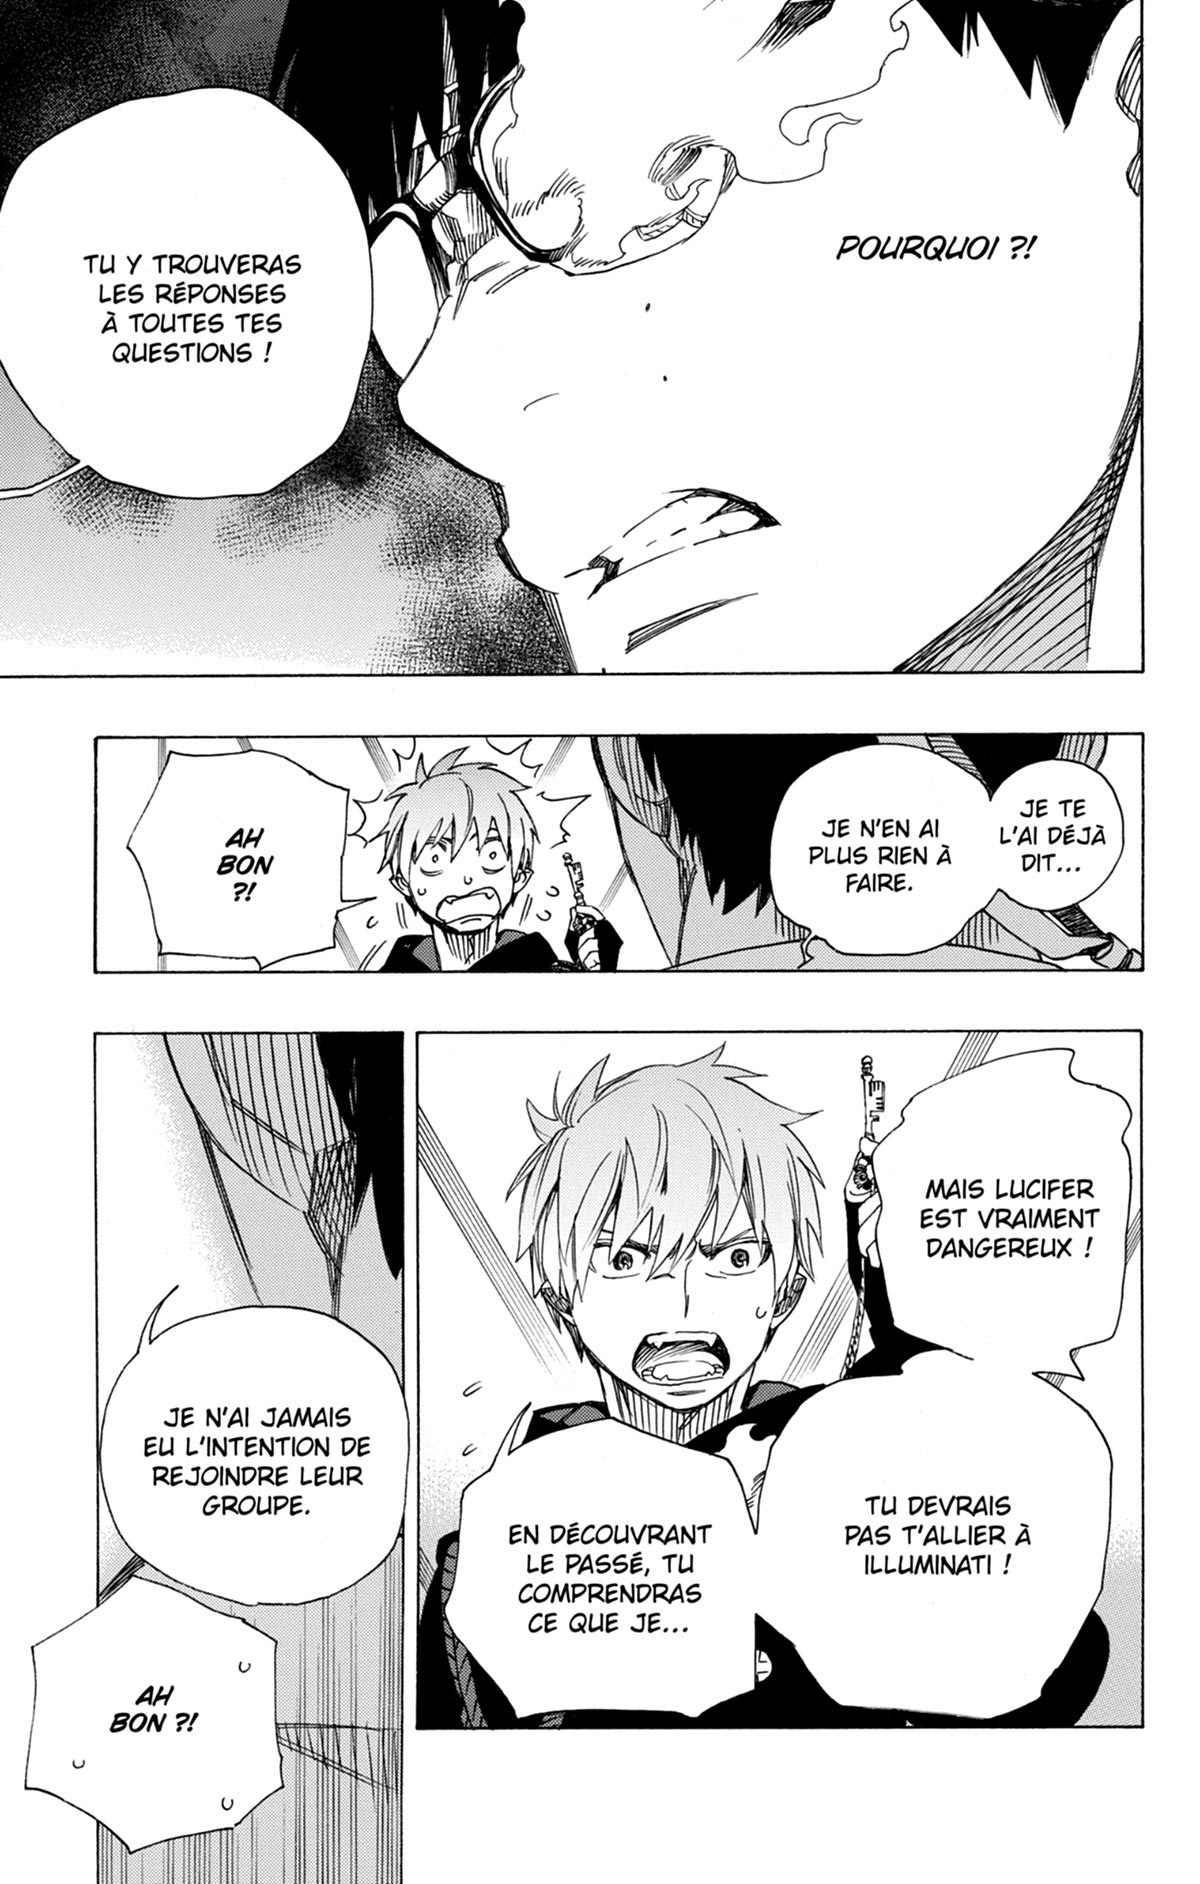 POURQUOI ?!
TU Y TROUVERAS
LES RÉPONSES
À TOUTES TES
QUESTIONS !
JE TE
L'AI DÉJÀ
DIT...
JE N'EN AI
PLUS RIEN À
FAIRE.
AH
BON
?!
MAIS LUCIFER
EST VRAIMENT
DANGEREUX !
TU DEVRAIS
PAS T'ALLIER À
ILLUMINATI !
EN DÉCOUVRANT
LE PASSÉ, TU
COMPRENDRAS
CE QUE JE...
JE N'AI JAMAIS
EU L'INTENTION DE
REJOINDRE LEUR
GROUPE.
AH
BON ?!